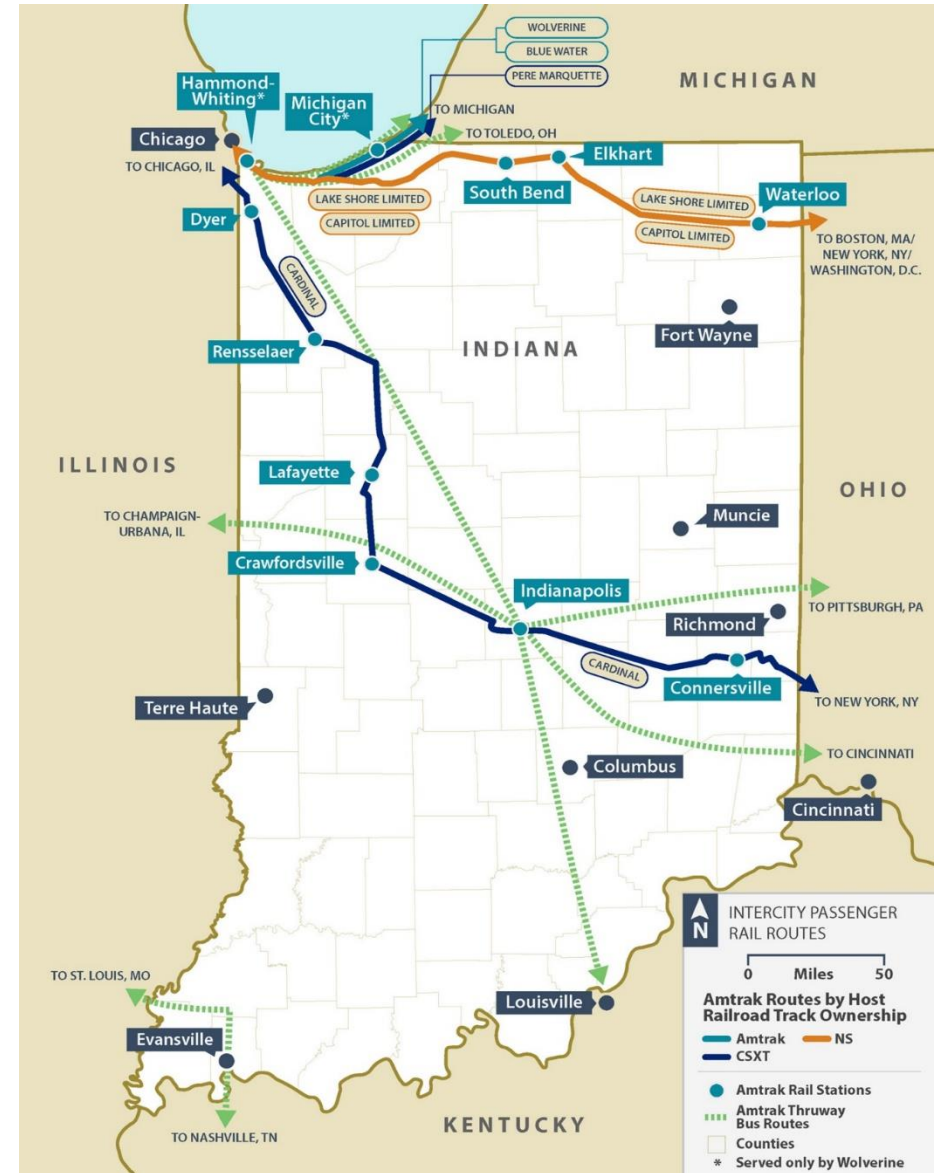 WOLVERINE
BLUE WATER
PERE MARQUETTE
MICHIGAN
Hammond-
Whiting*
Michigan
City*
TO MICHIGAN
TO TOLEDO, OH
Chicago
TO CHICAGO, IL
Elkhart
South Bend
LAKE SHORE LIMITED
CAPITOL LIMITED
LAKE SHORE LIMITED
CAPITOL LIMITED
Waterloo
TO BOSTON, MA/
NEW YORK, NY/
WASHINGTON, D.C.
Dyer
CARDINAL
Fort Wayne
Rensselaer
INDIANA
ILLINOIS
Lafayette
OHIO
TO CHAMPAIGN-
URBANA, IL
Muncie
Crawfordsville
Indianapolis
TO PITTSBURGH, PA
Richmond
CARDINAL
Connersville
TO NEW YORK, NY
Terre Haute
TO CINCINNATI
Columbus
Cincinnati
TO ST. LOUIS, MO
Louisville
Evansville
TO NASHVILLE, TN
KENTUCKY
N
INTERCITY PASSENGER
RAIL ROUTES
0 Miles 50
Amtrak Routes by Host
Railroad Track Ownership
Amtrak NS
CSXT
Amtrak Rail Stations
Amtrak Thruway
Bus Routes
Counties
* Served only by Wolverine